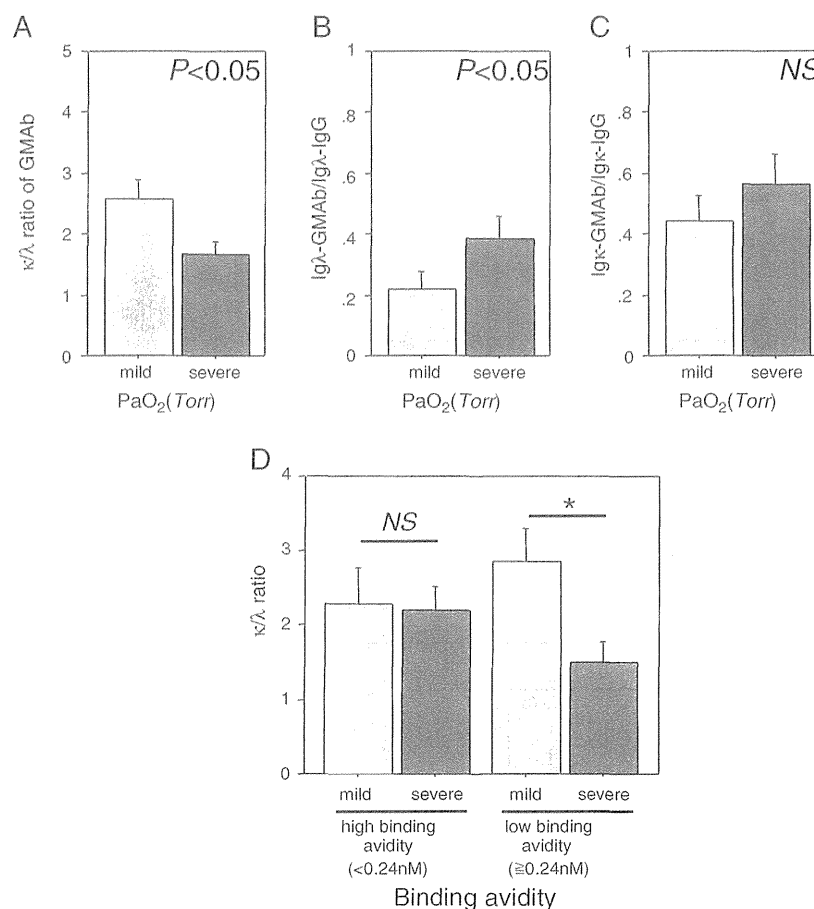 A
5
4
3
2
1
0
κ/λ ratio of GMAb
P<0.05
mild severe
PaO2(Torr)
B
1
.8
.6
.4
.2
0
Igλ-GMAb/Igλ-IgG
P<0.05
mild severe
PaO2(Torr)
C
1
.8
.6
.4
.2
0
Igκ-GMAb/Igκ-IgG
NS
mild severe
PaO2(Torr)
D
4
3
2
1
0
κ/λ ratio
NS
*
mild severe mild severe
high binding
avidity
(<0.24nM)
low binding
avidity
(≧0.24nM)
Binding avidity